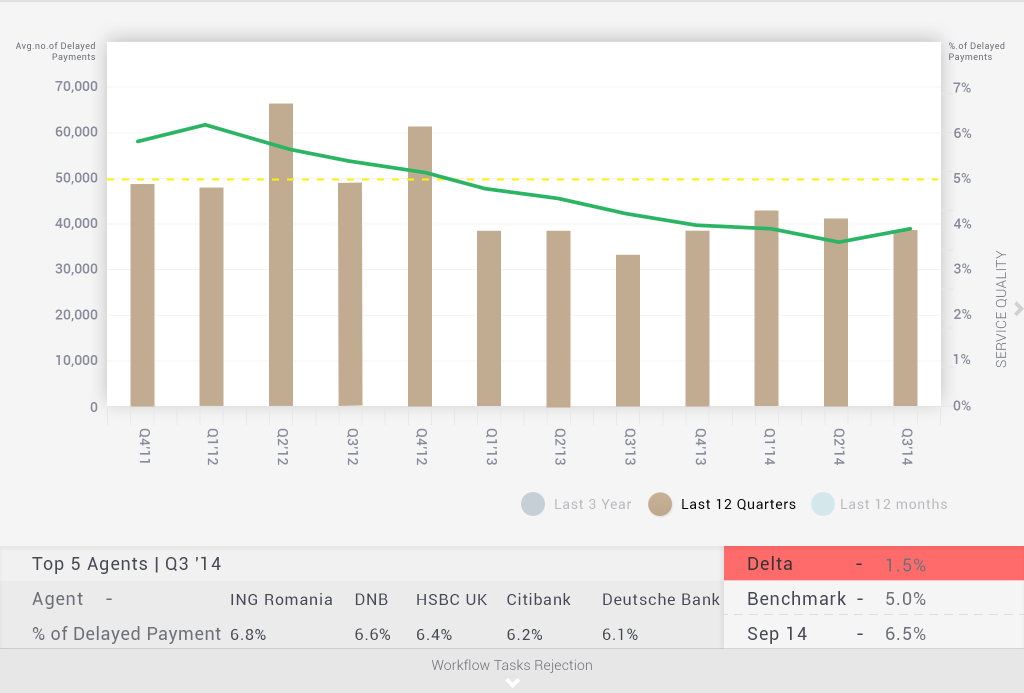 Avg.no.of Delayed
Payments
%.of Delayed
Payments
70,000
60,000
50,000
40,000
30,000
20,000
10,000
0
7%
6%
5%
4%
3%
2%
1%
0%
SERVICE QUALITY
Q4'11
Q1'12
Q2'12
Q3'12
Q4'12
Q1'13
Q2'13
Q3'13
Q4'13
Q1'14
Q2'14
Q3'14
Last 3 Year
Last 12 Quarters
Last 12 months
Top 5 Agents | Q3 '14
Agent - ING Romania DNB HSBC UK Citibank Deutsche Bank
% of Delayed Payment 6.8% 6.6% 6.4% 6.2% 6.1%
Delta - 1.5%
Benchmark - 5.0%
Sep 14 - 6.5%
Workflow Tasks Rejection